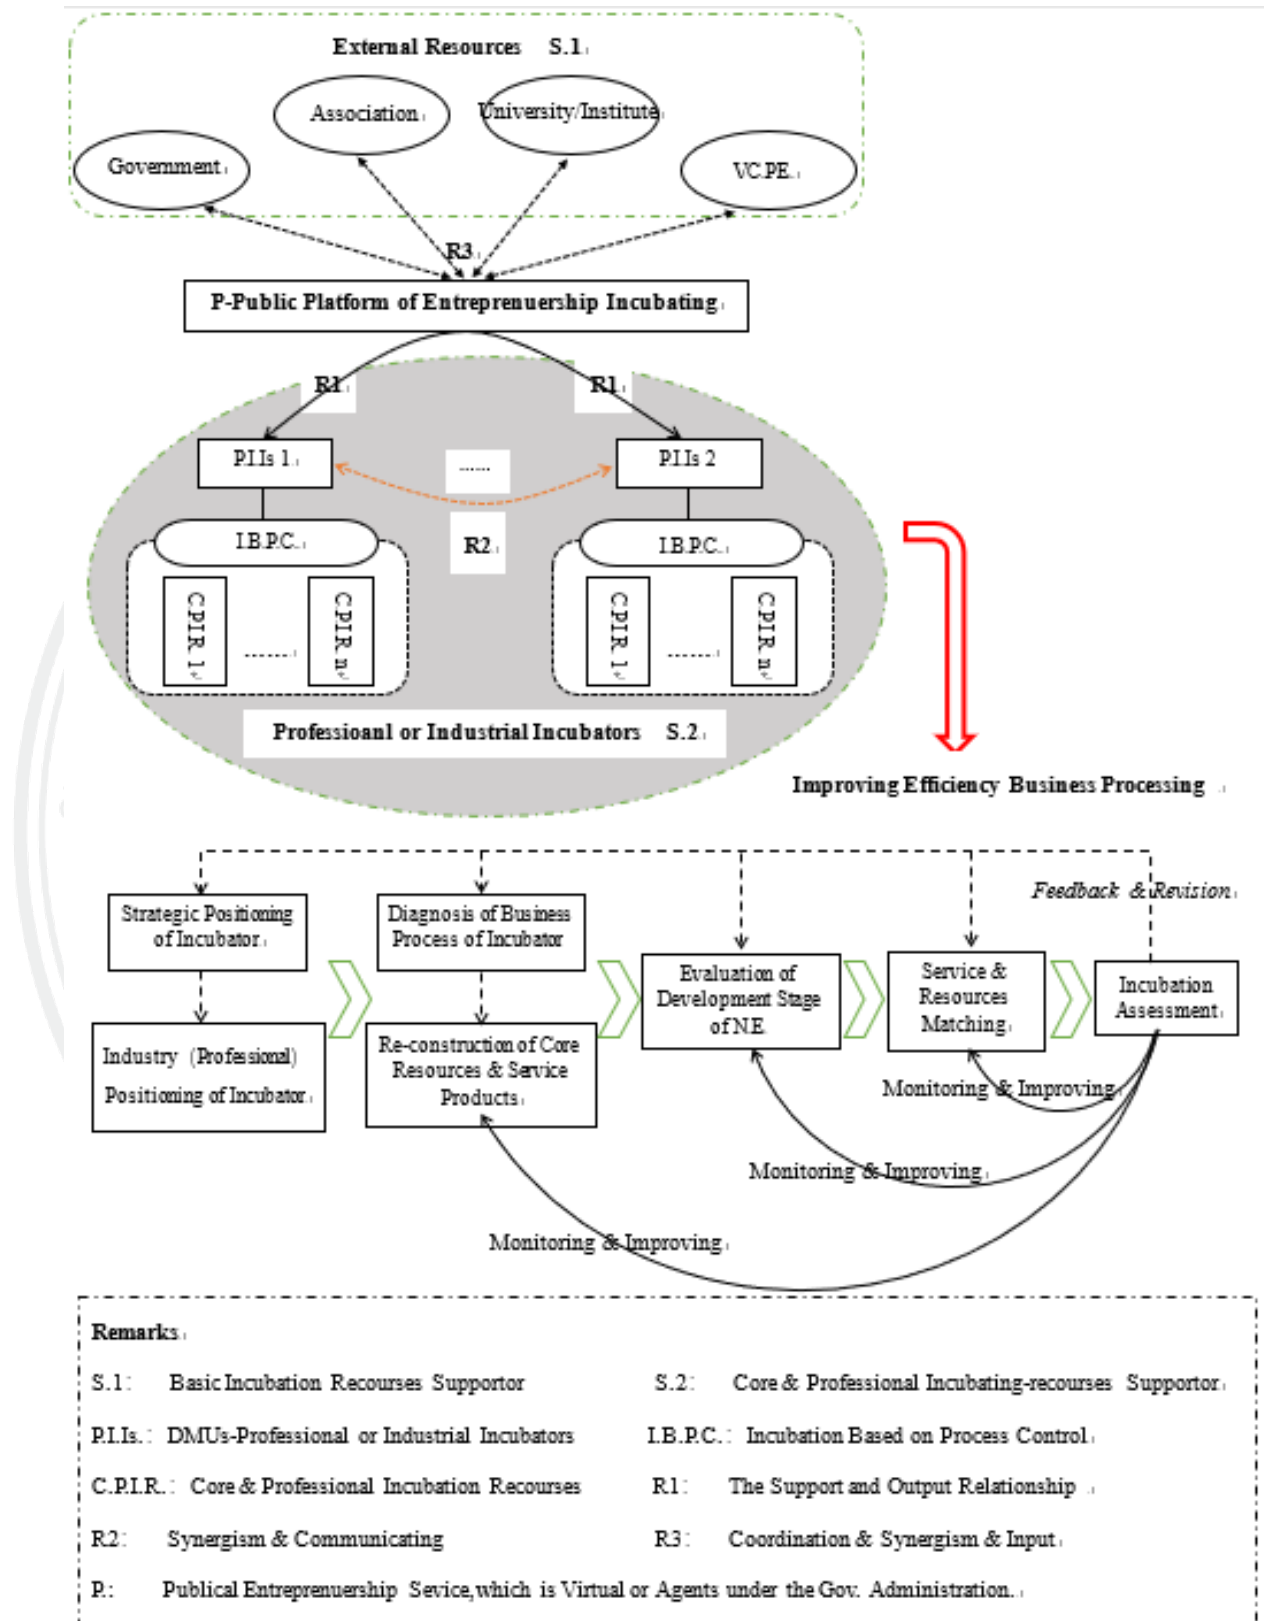 External Resources S.1
Association
University/Institute
Government
VC.PE.
R3
P-Public Platform of Entreprenuership Incubating
R1
R1
P.I.Is 1
......
P.I.Is 2
R2
I.B.P.C.
I.B.P.C.
C.P.I.R. 1
........
C.P.I.R. n
C.P.I.R. 1
........
C.P.I.R. n
Professioanl or Industrial Incubators S.2
Improving Efficiency Business Processing
Feedback & Revision
Strategic Positioning
of Incubator
Diagnosis of Business
Process of Incubator
Evaluation of
Development Stage
of N.E
Service &
Resources
Matching
Incubation
Assessment
Industry (Professional)
Positioning of Incubator
Re-construction of Core
Resources & Service
Products
Monitoring & Improving
Monitoring & Improving
Monitoring & Improving
Remarks
S.1: Basic Incubation Recourses Supportor
S.2: Core & Professional Incubating-recourses Supportor
P.I.Is.: DMUs-Professional or Industrial Incubators
I.B.P.C.: Incubation Based on Process Control
C.P.I.R.: Core & Professional Incubation Recourses
R1: The Support and Output Relationship
R2: Synergism & Communicating
R3: Coordination & Synergism & Input
P.: Publical Entreprenuership Sevice,which is Virtual or Agents under the Gov. Administration.